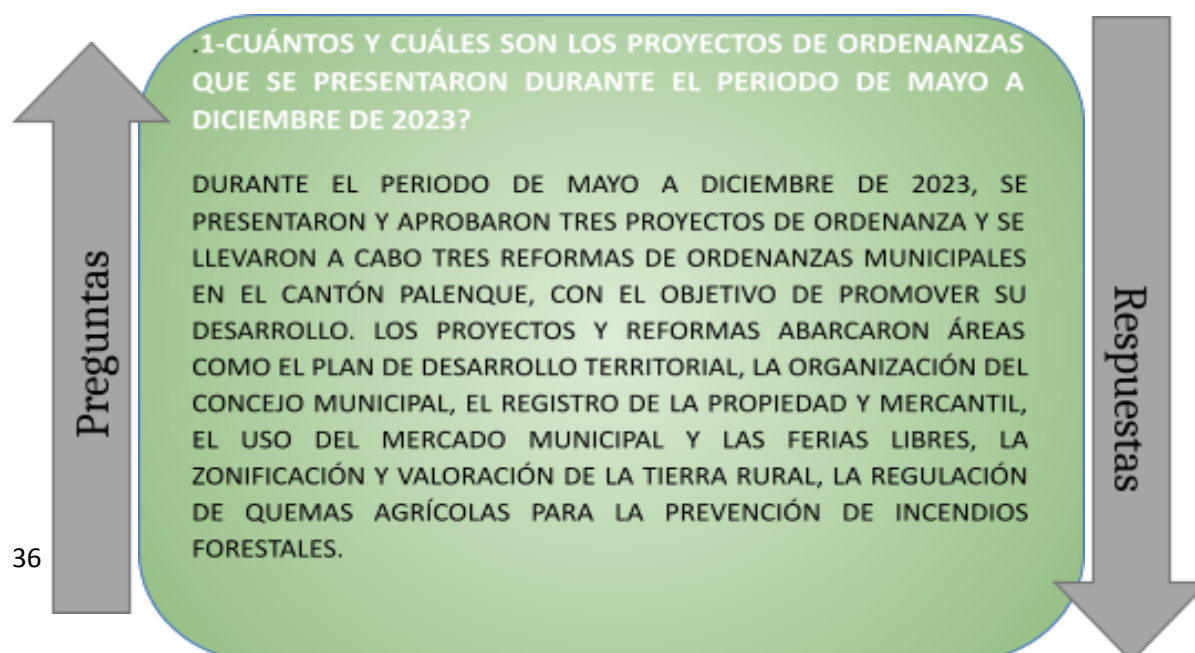 .1-CUÁNTOS Y CUÁLES SON LOS PROYECTOS DE ORDENANZAS
QUE SE PRESENTARON DURANTE EL PERIODO DE MAYO A
DICIEMBRE DE 2023?
DURANTE EL PERIODO DE MAYO A DICIEMBRE DE 2023, SE
PRESENTARON Y APROBARON TRES PROYECTOS DE ORDENANZA Y SE
LLEVARON A CABO TRES REFORMAS DE ORDENANZAS MUNICIPALES
EN EL CANTÓN PALENQUE, CON EL OBJETIVO DE PROMOVER SU
DESARROLLO. LOS PROYECTOS Y REFORMAS ABARCARON ÁREAS
COMO EL PLAN DE DESARROLLO TERRITORIAL, LA ORGANIZACIÓN DEL
CONCEJO MUNICIPAL, EL REGISTRO DE LA PROPIEDAD Y MERCANTIL,
EL USO DEL MERCADO MUNICIPAL Y LAS FERIAS LIBRES, LA
ZONIFICACIÓN Y VALORACIÓN DE LA TIERRA RURAL, LA REGULACIÓN
DE QUEMAS AGRÍCOLAS PARA LA PREVENCIÓN DE INCENDIOS
FORESTALES.
Preguntas
Respuestas
36